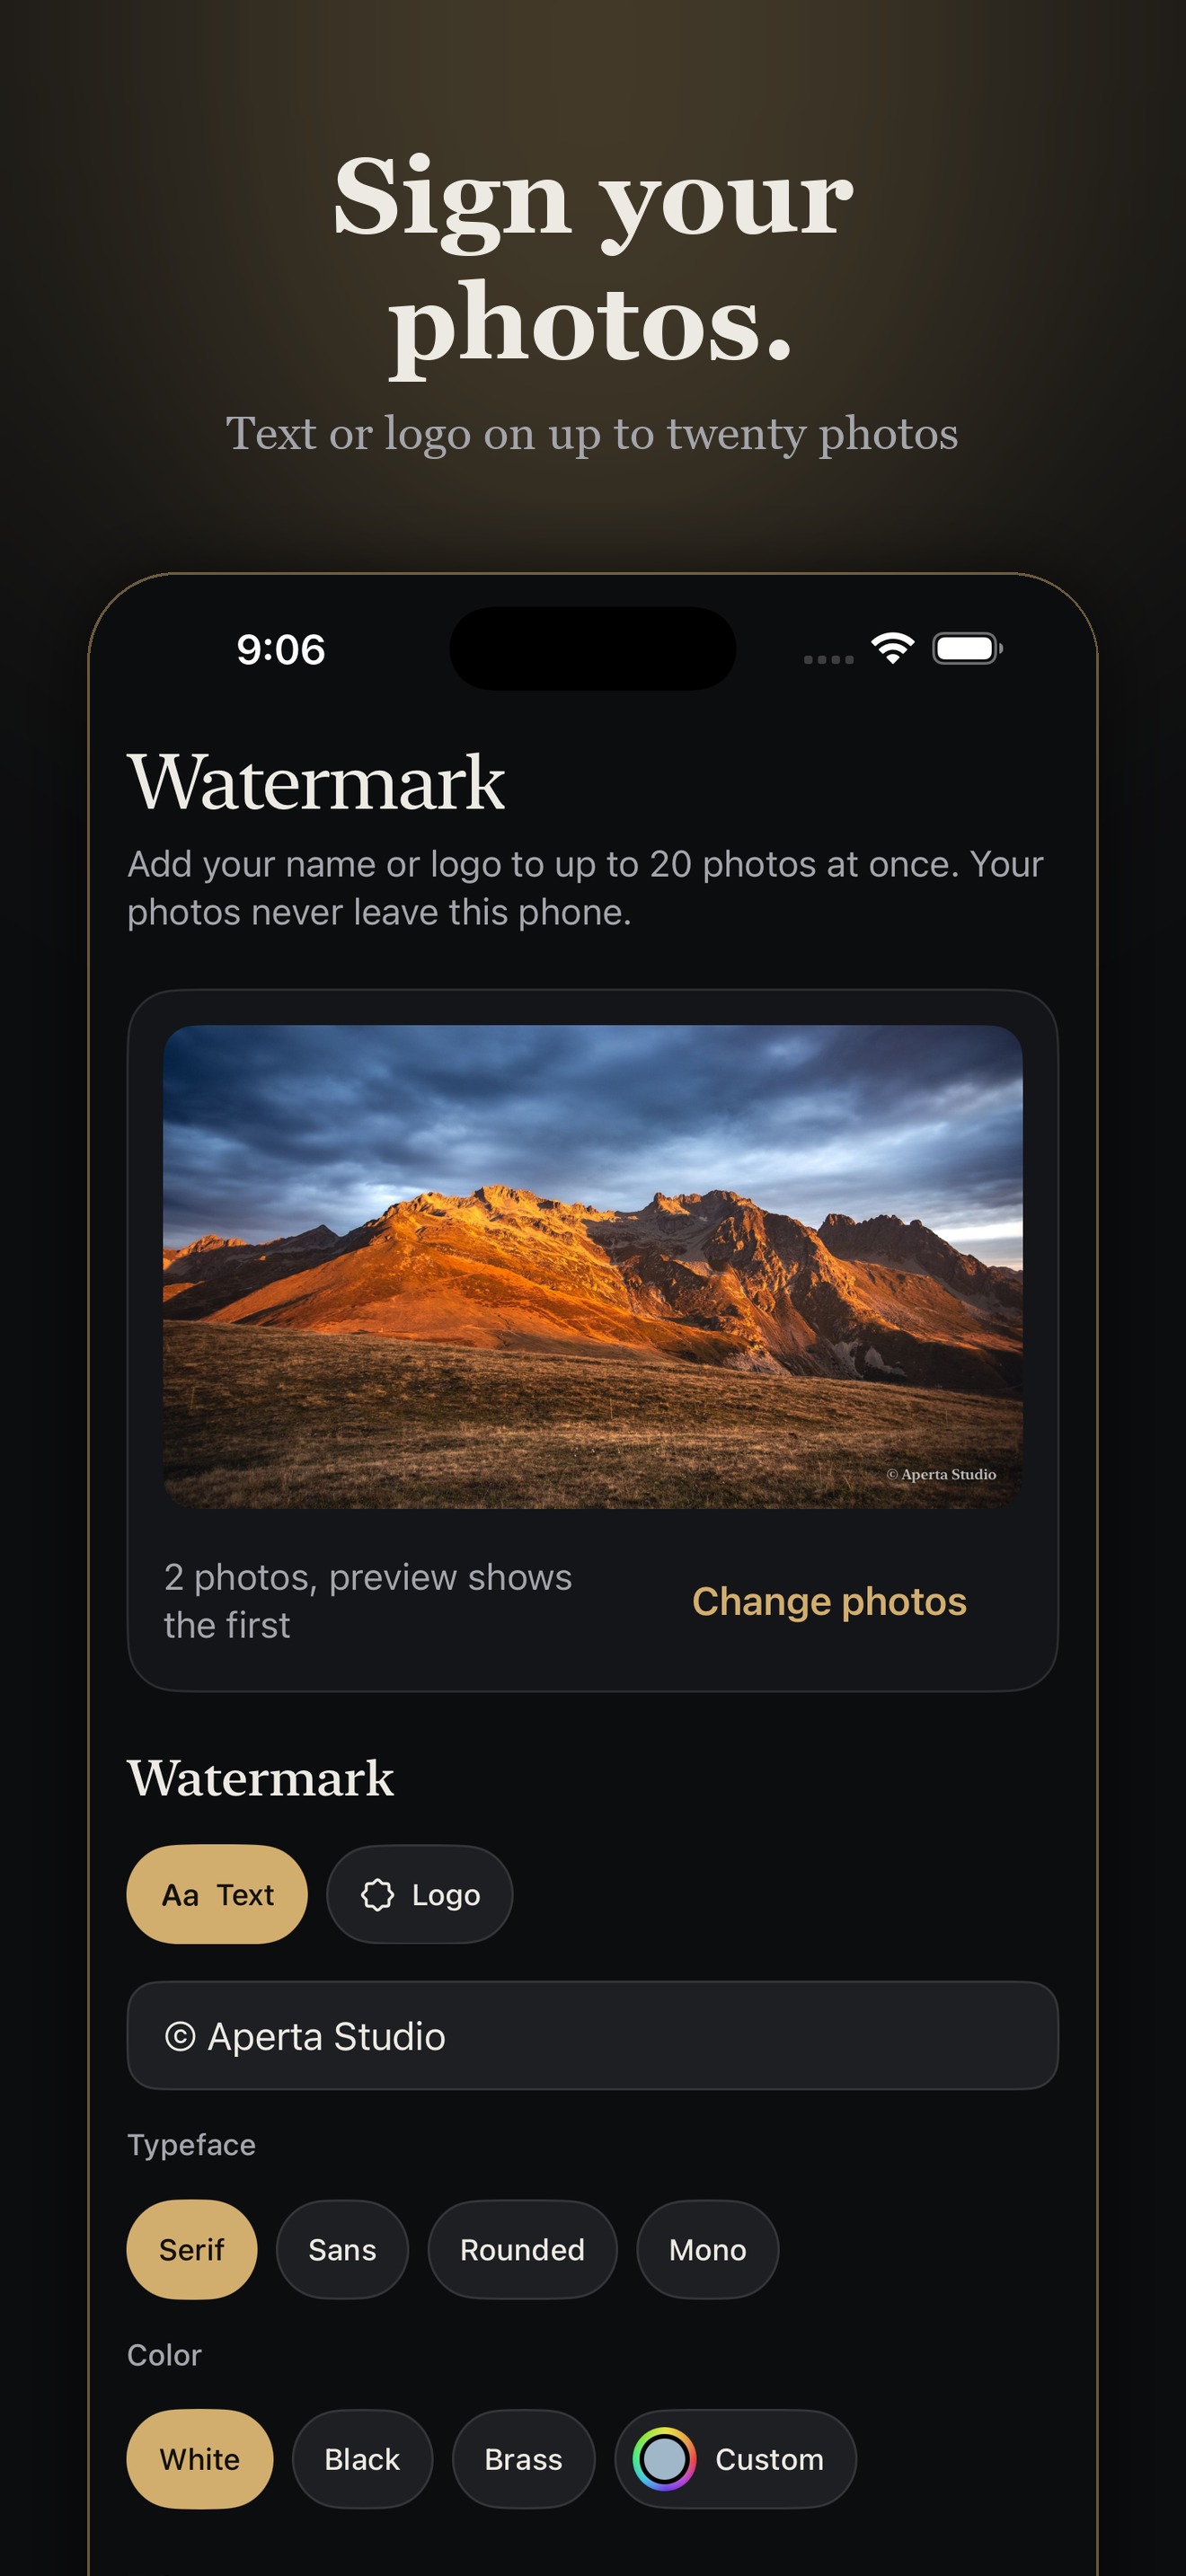 Sign your
photos.
Text or logo on up to twenty photos
9:06
Watermark
Add your name or logo to up to 20 photos at once. Your
photos never leave this phone.
© Aperta Studio
2 photos, preview shows
the first
Change photos
Watermark
Aa Text
Logo
© Aperta Studio
Typeface
Serif
Sans
Rounded
Mono
Color
White
Black
Brass
Custom